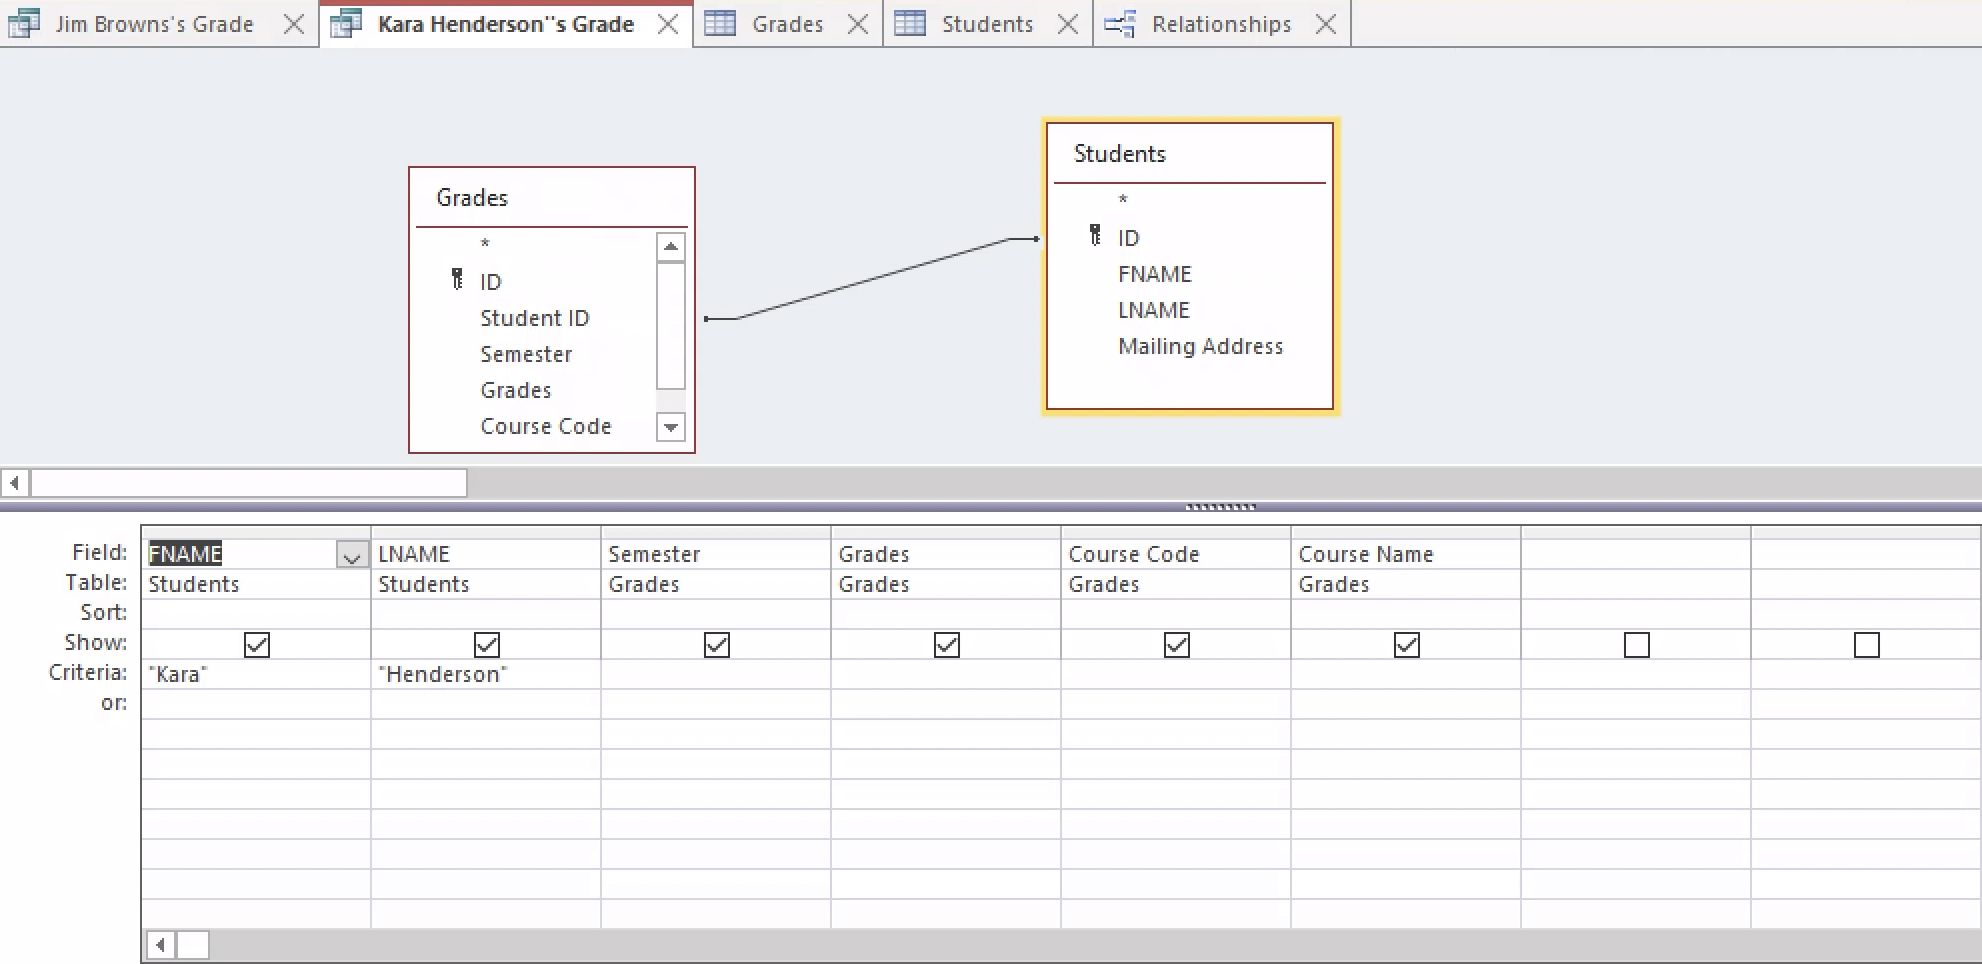 Jim Browns's Grade Kara Henderson''s Grade Grades Students Relationships
Students
*
ID
FNAME
LNAME
Mailing Address
Grades
*
ID
Student ID
Semester
Grades
Course Code
Field: FNAME LNAME Semester Grades Course Code Course Name
Table: Students Students Grades Grades Grades Grades
Sort:
Show:
Criteria: "Kara" "Henderson"
or: